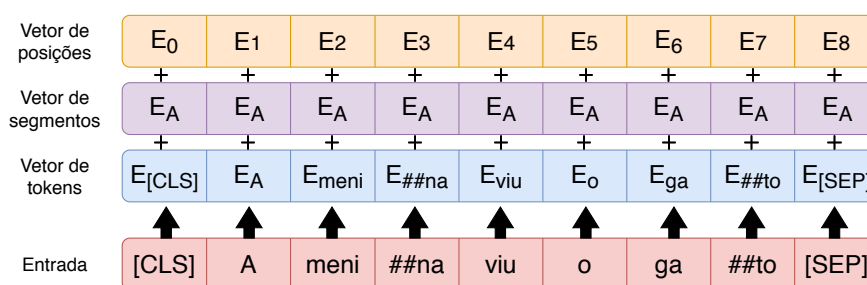 Vetor de posições E0 E1 E2 E3 E4 E5 E6 E7 E8
+ + + + + + + + +
Vetor de segmentos EA EA EA EA EA EA EA EA EA
+ + + + + + + + +
Vetor de tokens E[CLS] EA Emeni E##na Eviu Eo Ega E##to E[SEP]
Entrada [CLS] A meni ##na viu o ga ##to [SEP]